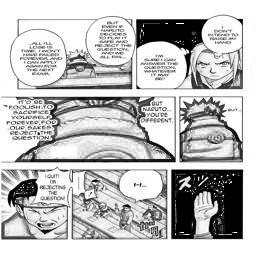 I DON'T
INTEND TO
RAISE MY
HAND.
I'M
SURE I CAN
ANSWER THE
QUESTION,
WHATEVER
IT MAY
BE!
BUT EVEN
IF NARUTO
DECIDES
TO PLAY IT
SAFE AND
REJECT THE
QUESTION,
AND WE
ALL FAIL...
...ALL I'LL
LOSE IS
TIME. I WON'T
HAVE FAILED
FOREVER, AND
I CAN APPLY
AGAIN FOR THE
NEXT
EXAM.
BUT...
BUT
NARUTO...
YOU'RE
DIFFERENT.
IT'D BE
FOOLISH TO
SACRIFICE
YOURSELF
FOREVER, FOR
OUR SAKES.
REJECT THE
QUESTION.
I QUIT!
I'M
REJECTING
THE
QUESTION!